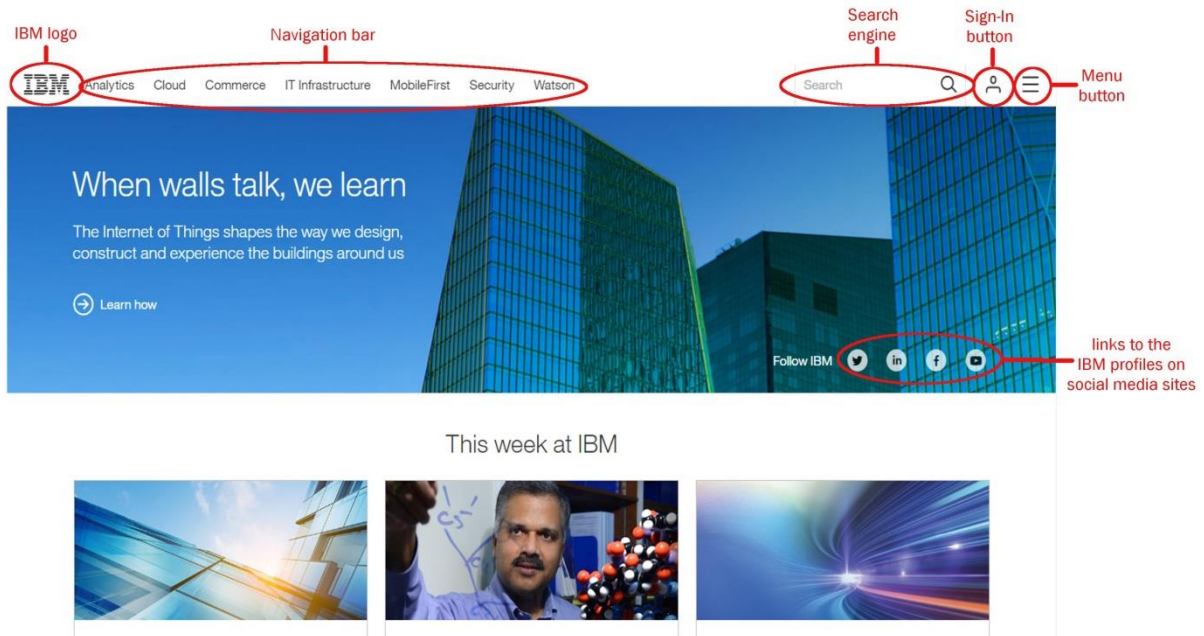 Search
engine
Sign-In
button
IBM logo
Navigation bar
Menu
button
IBM
Analytics Cloud Commerce IT Infrastructure MobileFirst Security Watson
Search
When walls talk, we learn
The Internet of Things shapes the way we design,
construct and experience the buildings around us
Learn how
Follow IBM
in
f
links to the
IBM profiles on
social media sites
This week at IBM